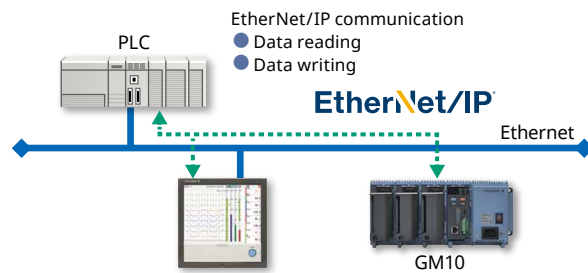 EtherNet/IP communication
PLC
Data reading
Data writing
EtherNet/IP
Ethernet
GM10